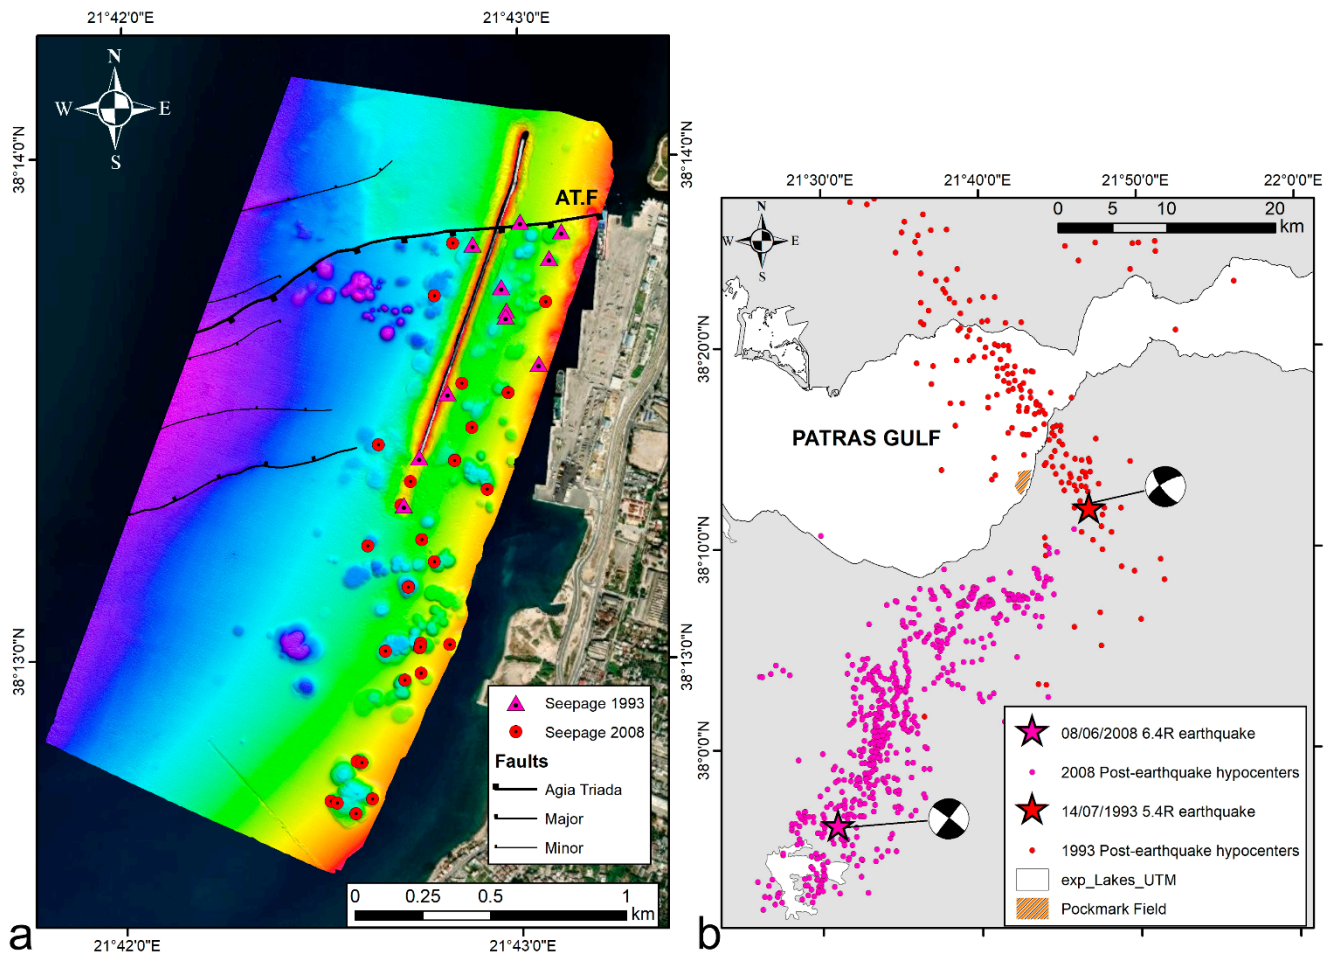 21°42'0"E
21°43'0"E
N
W
E
S
38°14'0"N
38°14'0"N
AT.F
38°13'0"N
38°13'0"N
Seepage 1993
Seepage 2008
Faults
Agia Triada
Major
Minor
0
0.25
0.5
1
km
a
21°42'0"E
21°43'0"E
21°30'0"E
21°40'0"E
21°50'0"E
22°0'0"E
N
W
E
S
0
5
10
20
km
38°20'0"N
PATRAS GULF
38°10'0"N
38°0'0"N
08/06/2008 6.4R earthquake
2008 Post-earthquake hypocenters
14/07/1993 5.4R earthquake
1993 Post-earthquake hypocenters
exp_Lakes_UTM
Pockmark Field
b